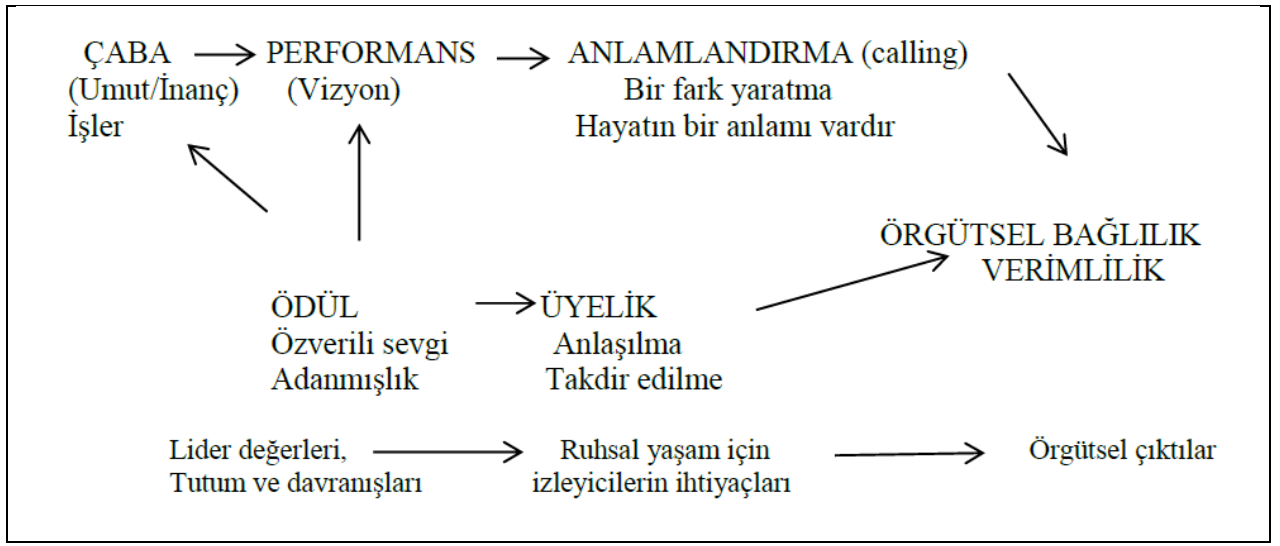 ÇABA PERFORMANS ANLAMLANDIRMA (calling)
(Umut/İnanç) (Vizyon) Bir fark yaratma
İşler Hayatın bir anlamı vardır
ÖRGÜTSEL BAĞLILIK
VERİMLİLİK
ÖDÜL ÜYELİK
Özverili sevgi Anlaşılma
Adanmışlık Takdir edilme
Lider değerleri, Ruhsal yaşam için Örgütsel çıktılar
Tutum ve davranışları izleyicilerin ihtiyaçları